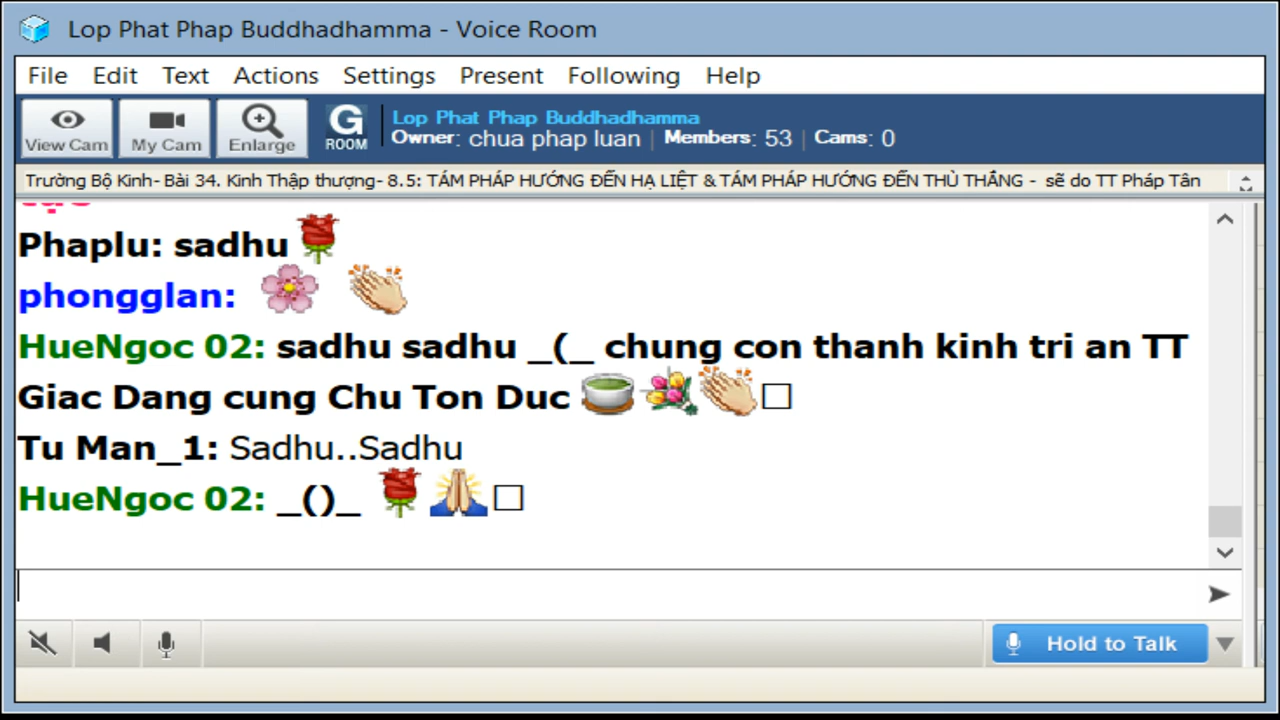 Lop Phat Phap Buddhadhamma - Voice Room
File Edit Text Actions Settings Present Following Help
View Cam My Cam Enlarge G ROOM
Lop Phat Phap Buddhadhamma
Owner: chua phap luan | Members: 53 | Cams: 0
Trường Bộ Kinh- Bài 34. Kinh Thập thượng- 8.5: TÁM PHÁP HƯỚNG ĐẾN HẠ LIỆT & TÁM PHÁP HƯỚNG ĐẾN THÙ THẮNG - sẽ do TT Pháp Tân
Phaplu: sadhu🌹
phongglan: 🌸 👏
HueNgoc 02: sadhu sadhu _(_ chung con thanh kinh tri an TT
Giac Dang cung Chu Ton Duc 🍵💐👏□
Tu Man_1: Sadhu..Sadhu
HueNgoc 02: _()_ 🌹🙏□
Hold to Talk